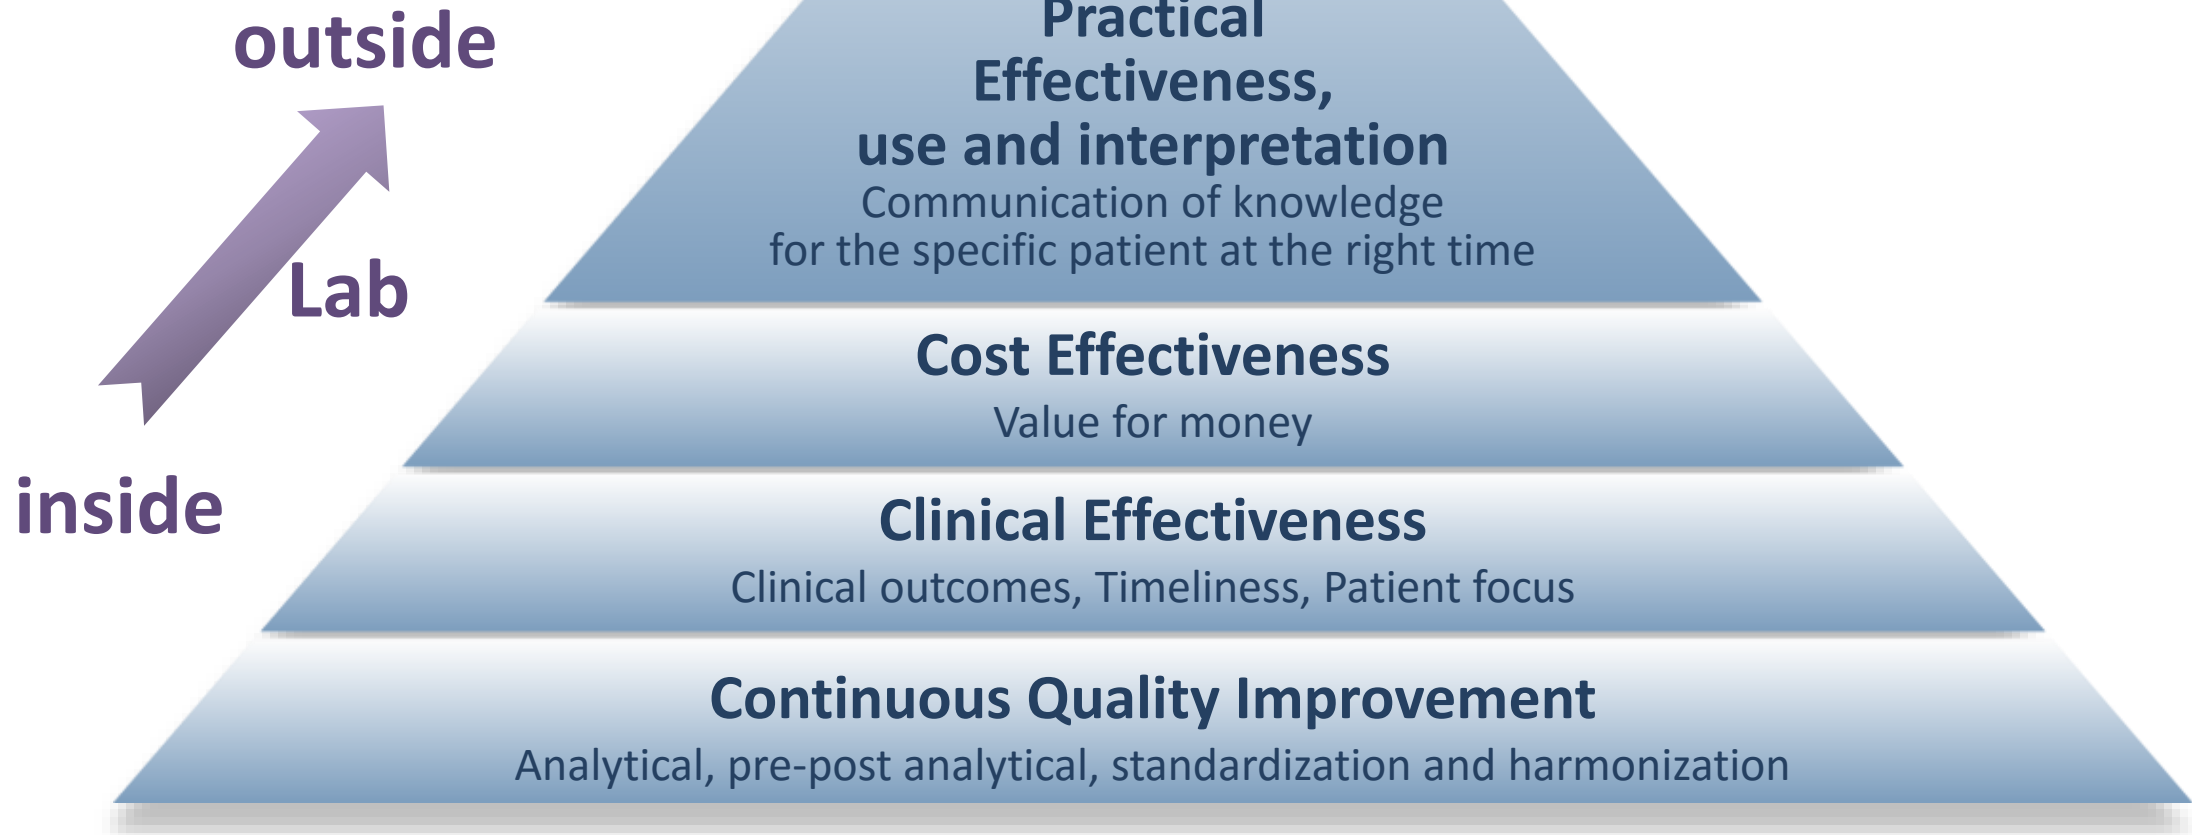 outside
Lab
inside
Practical
Effectiveness,
use and interpretation
Communication of knowledge
for the specific patient at the right time
Cost Effectiveness
Value for money
Clinical Effectiveness
Clinical outcomes, Timeliness, Patient focus
Continuous Quality Improvement
Analytical, pre-post analytical, standardization and harmonization